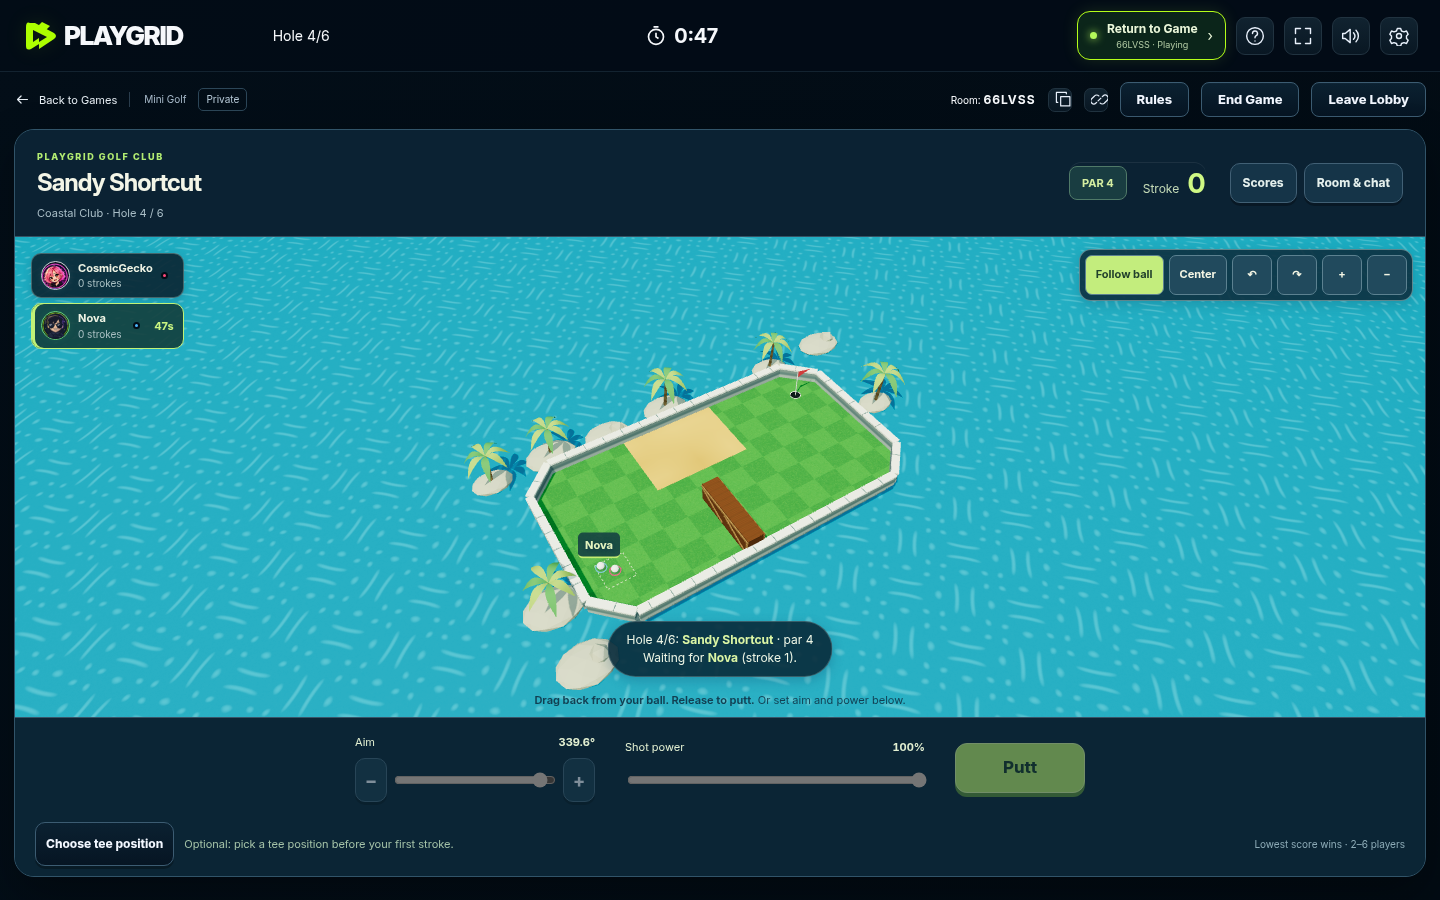 PLAYGRID
Hole 4/6
0:47
Return to Game
66LVSS · Playing
Back to Games
Mini Golf
Private
Room: 66LVSS
Rules
End Game
Leave Lobby
PLAYGRID GOLF CLUB
Sandy Shortcut
Coastal Club · Hole 4 / 6
PAR 4
Stroke 0
Scores
Room & chat
CosmicGecko
0 strokes
Nova
0 strokes
47s
Follow ball
Center
↶
↷
+
−
Nova
Hole 4/6: Sandy Shortcut · par 4
Waiting for Nova (stroke 1).
Drag back from your ball. Release to putt. Or set aim and power below.
Aim
339.6°
−
+
Shot power
100%
Putt
Choose tee position
Optional: pick a tee position before your first stroke.
Lowest score wins · 2–6 players